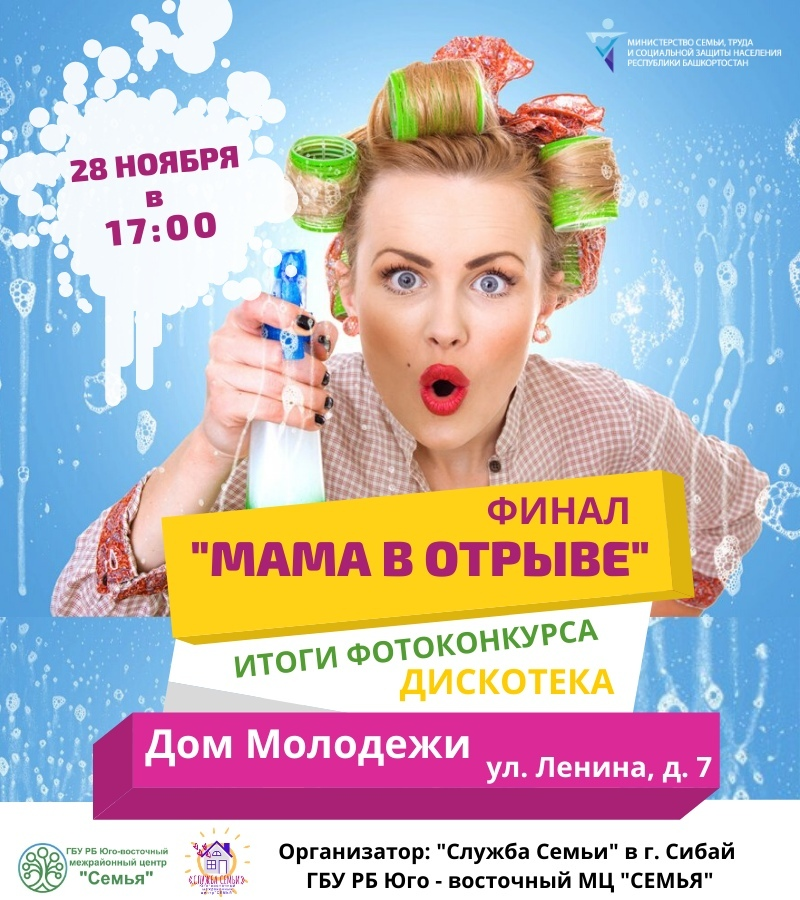 МИНИСТЕРСТВО СЕМЬИ, ТРУДА
И СОЦИАЛЬНОЙ ЗАЩИТЫ НАСЕЛЕНИЯ
РЕСПУБЛИКИ БАШКОРТОСТАН
28 НОЯБРЯ
в
17:00
ФИНАЛ
"МАМА В ОТРЫВЕ"
ИТОГИ ФОТОКОНКУРСА
ДИСКОТЕКА
Дом Молодежи
ул. Ленина, д. 7
ГБУ РБ Юго-восточный
межрайонный центр
"Семья"
СЛУЖБА СЕМЬИ
Организатор: "Служба Семьи" в г. Сибай
ГБУ РБ Юго - восточный МЦ "СЕМЬЯ"